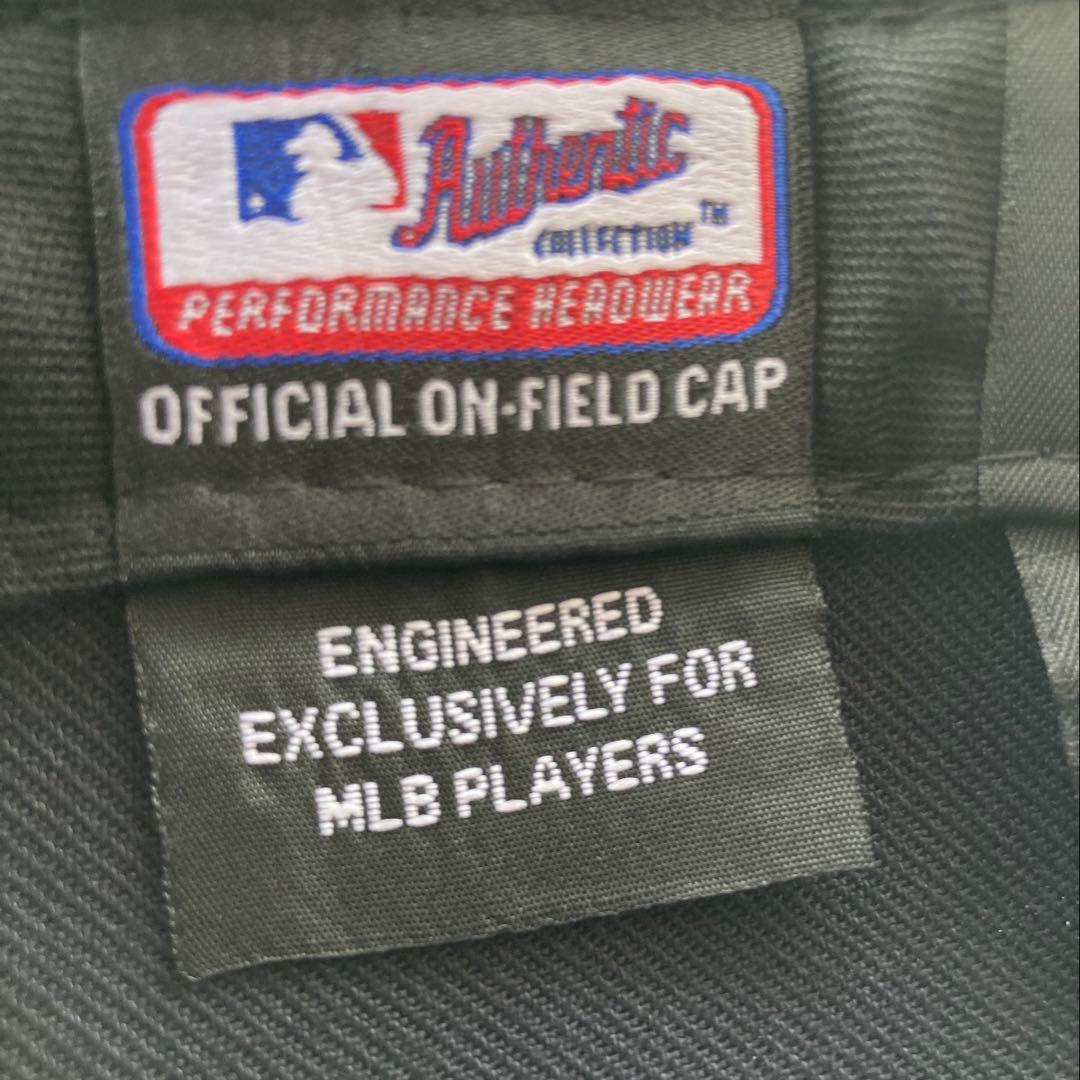 Authentic
COLLECTION™
PERFORMANCE HEADWEAR
OFFICIAL ON-FIELD CAP
ENGINEERED
EXCLUSIVELY FOR
MLB PLAYERS